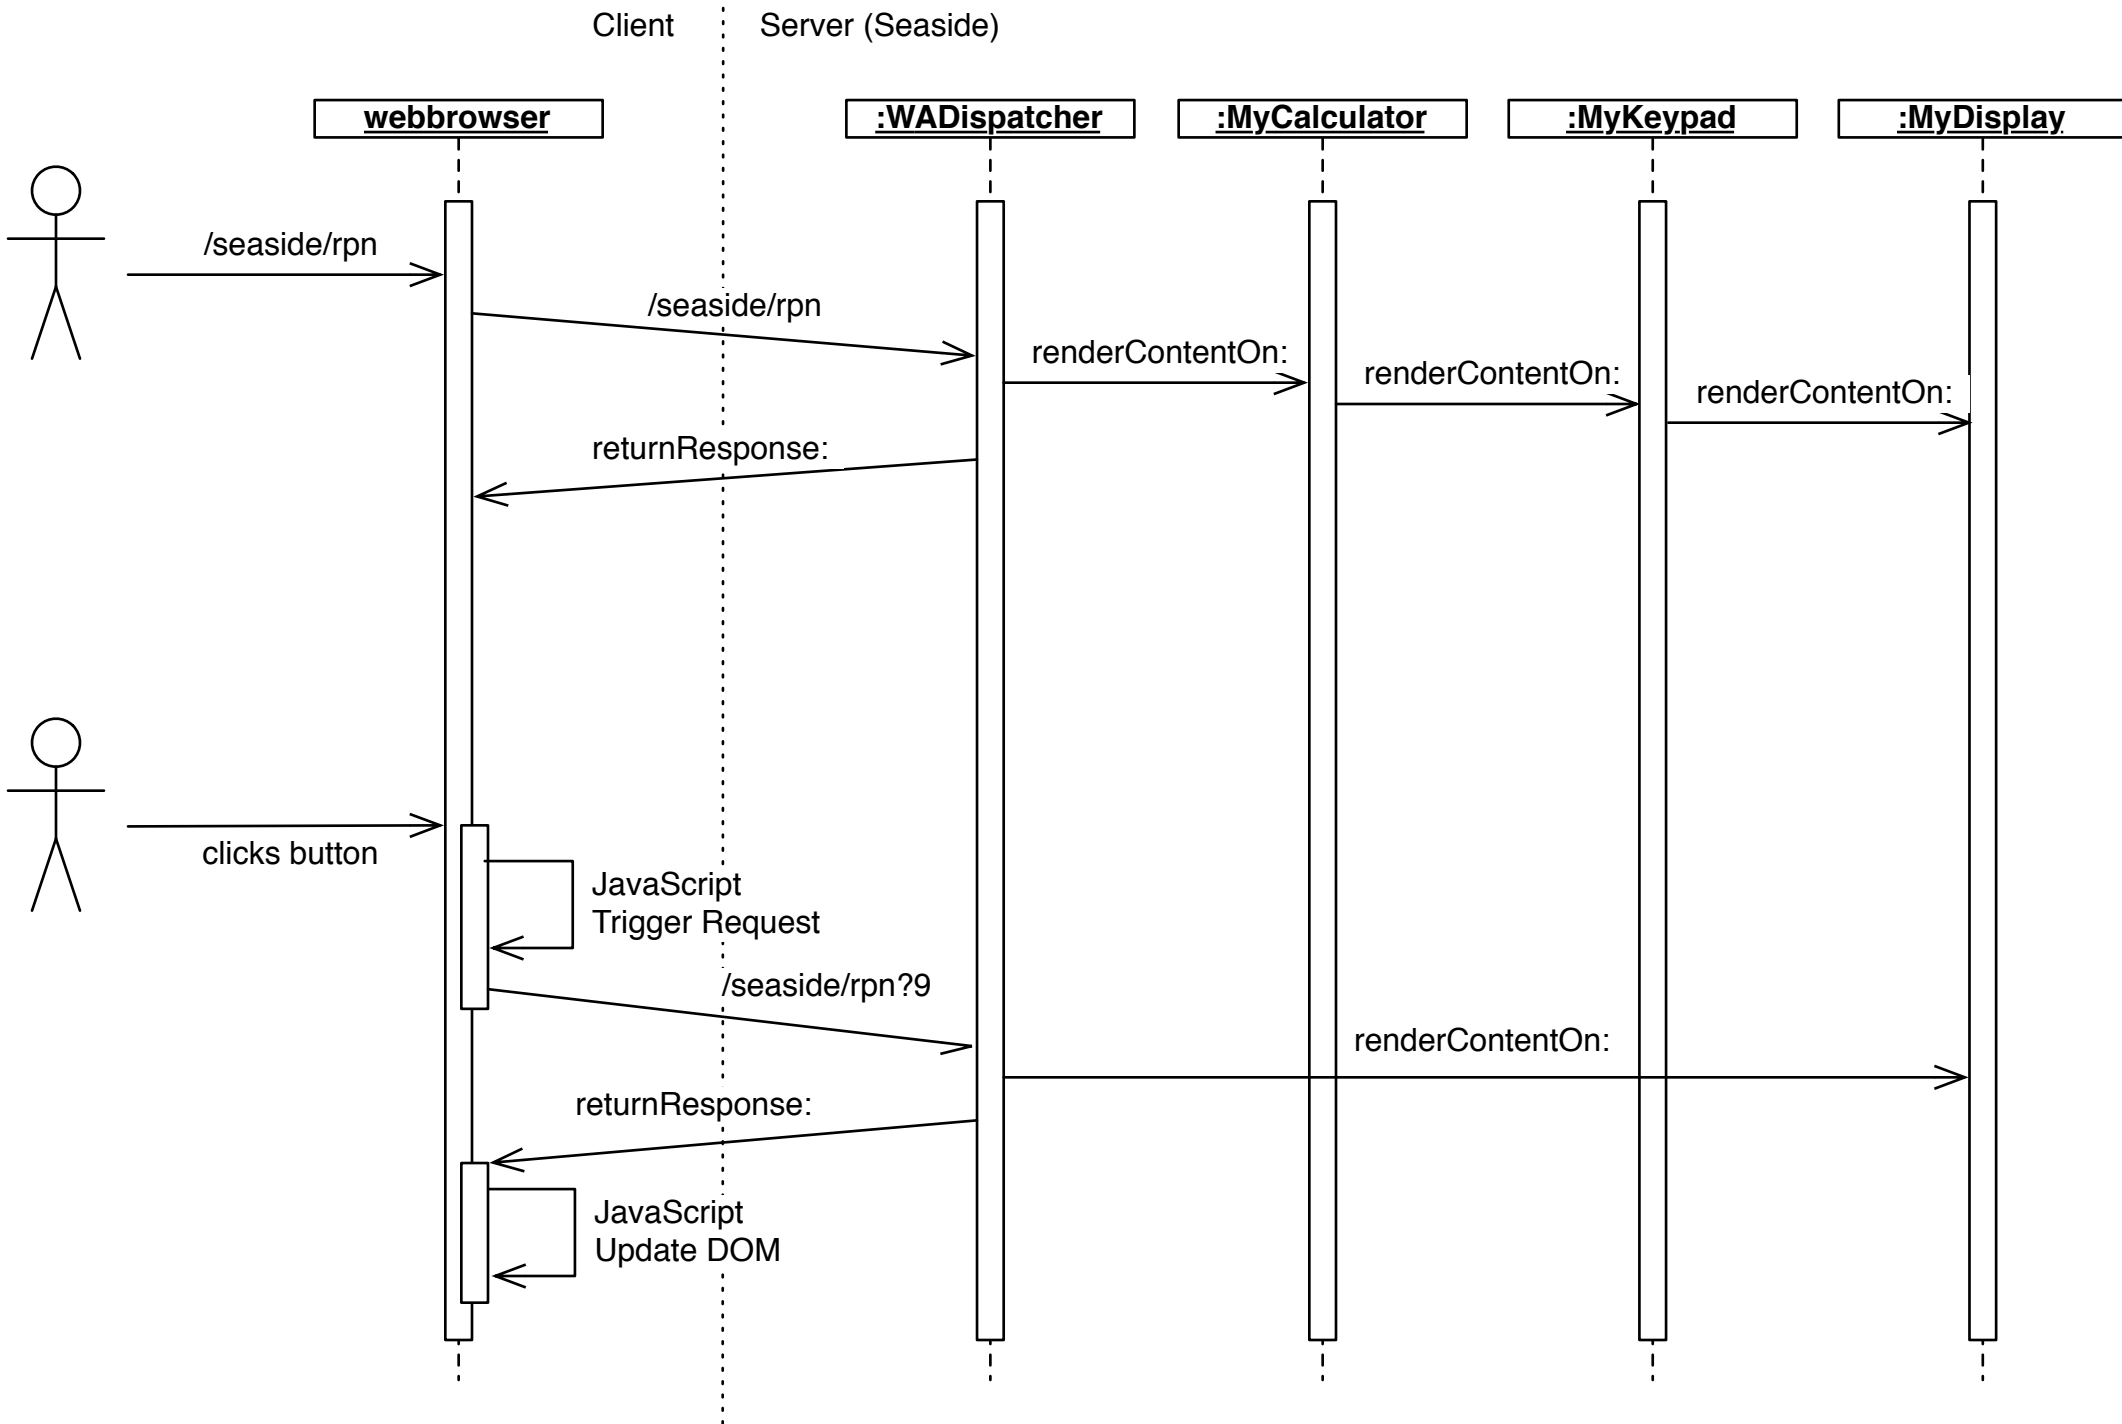 Client
Server (Seaside)
webbrowser
:WADispatcher
:MyCalculator
:MyKeypad
:MyDisplay
/seaside/rpn
/seaside/rpn
renderContentOn:
renderContentOn:
renderContentOn:
returnResponse:
clicks button
JavaScript
Trigger Request
/seaside/rpn?9
renderContentOn:
returnResponse:
JavaScript
Update DOM